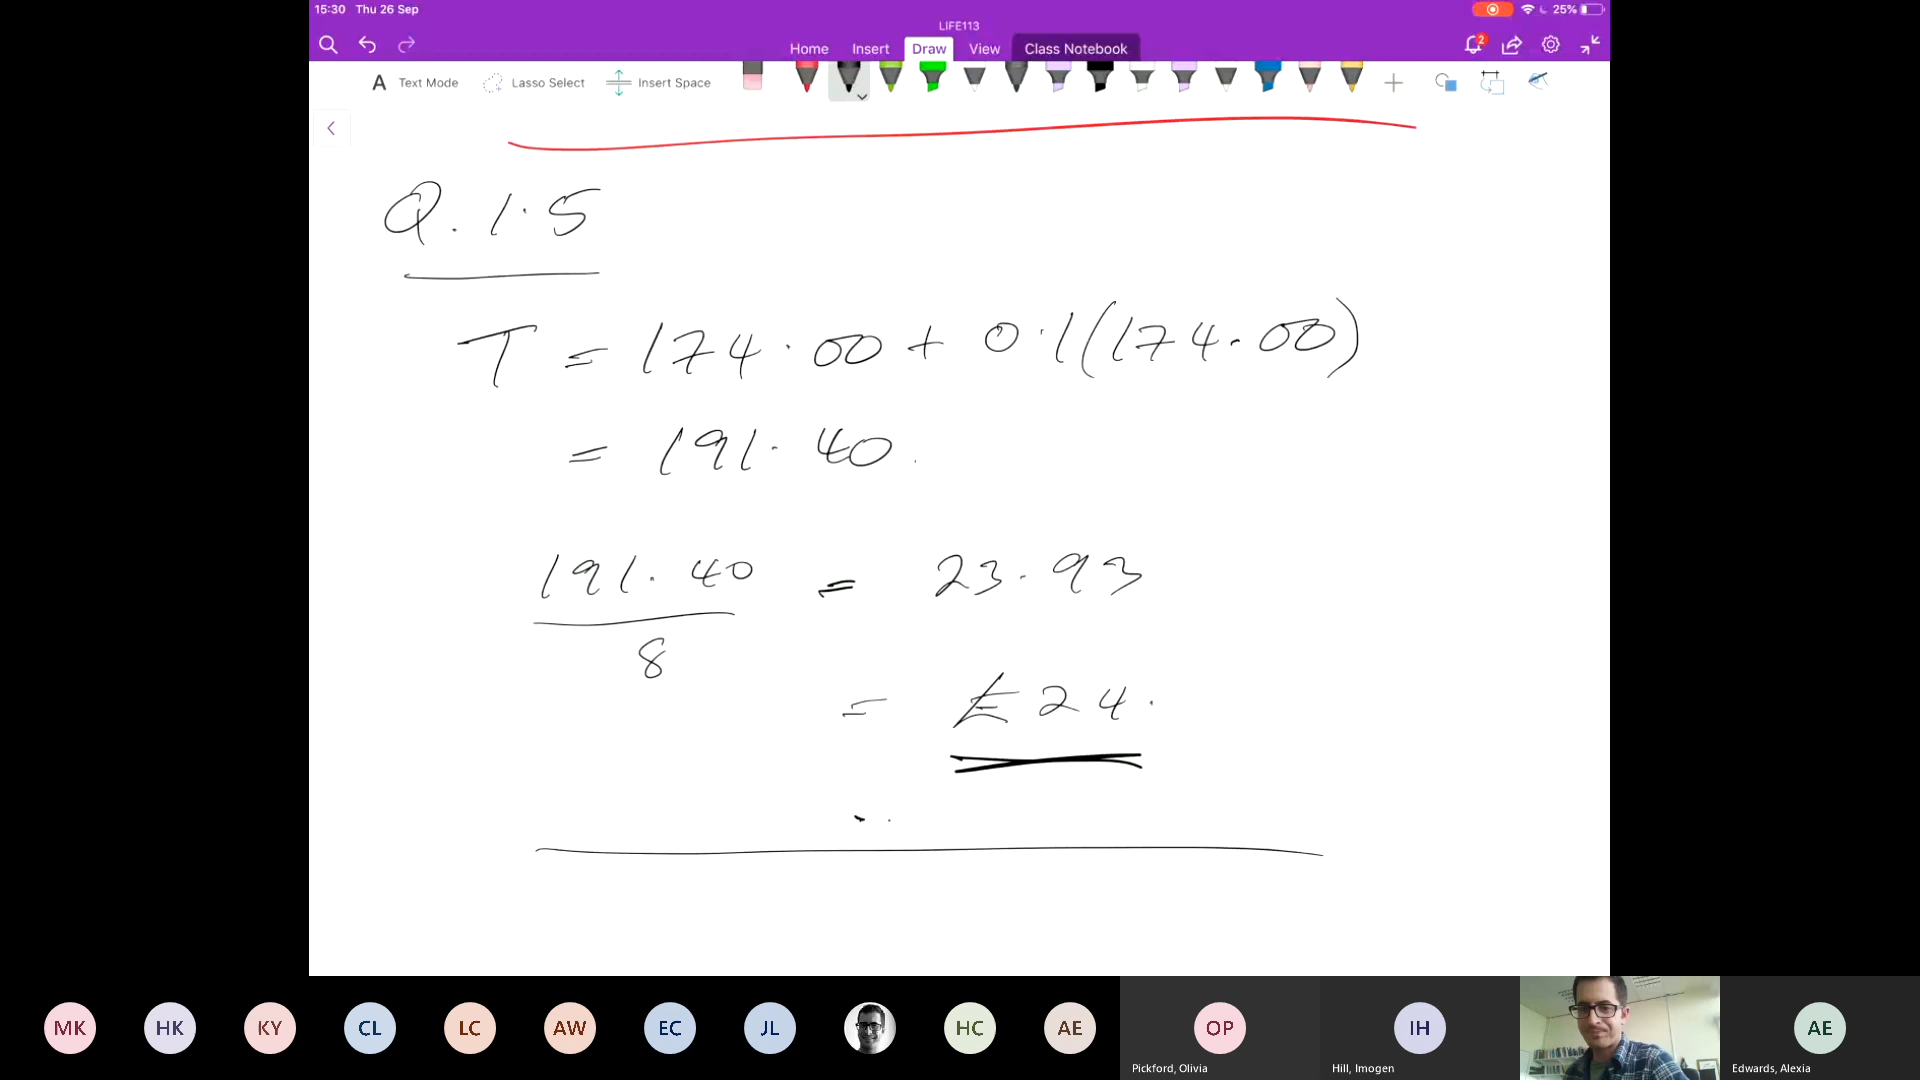 15:30 Thu 26 Sep
25%
LIFE113
Home Insert Draw View Class Notebook
2
A Text Mode Lasso Select Insert Space
Q. 1.5
T = 174.00 + 0.1(174.00)
= 191.40.
191.40 = 23.93
8
= £24.
MK HK KY CL LC AW EC JL HC AE OP IH AE
Pickford, Olivia Hill, Imogen Edwards, Alexia